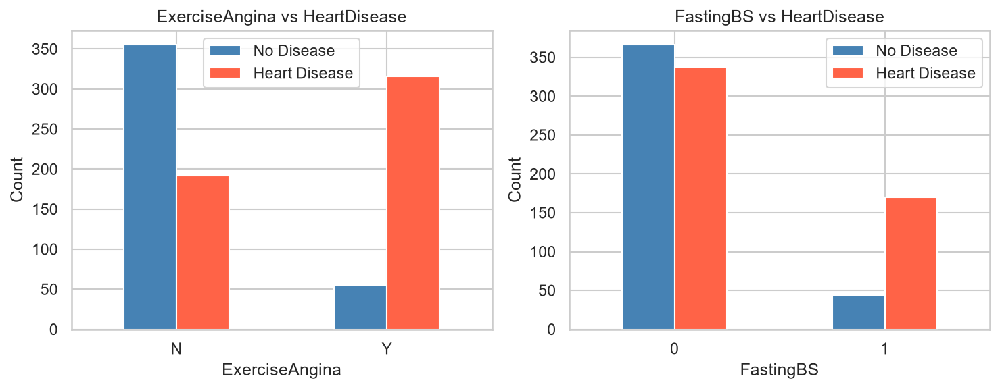 ExerciseAngina vs HeartDisease
No Disease
Heart Disease
350
300
250
200
150
100
50
0
Count
N
Y
ExerciseAngina
FastingBS vs HeartDisease
No Disease
Heart Disease
350
300
250
200
150
100
50
0
Count
0
1
FastingBS